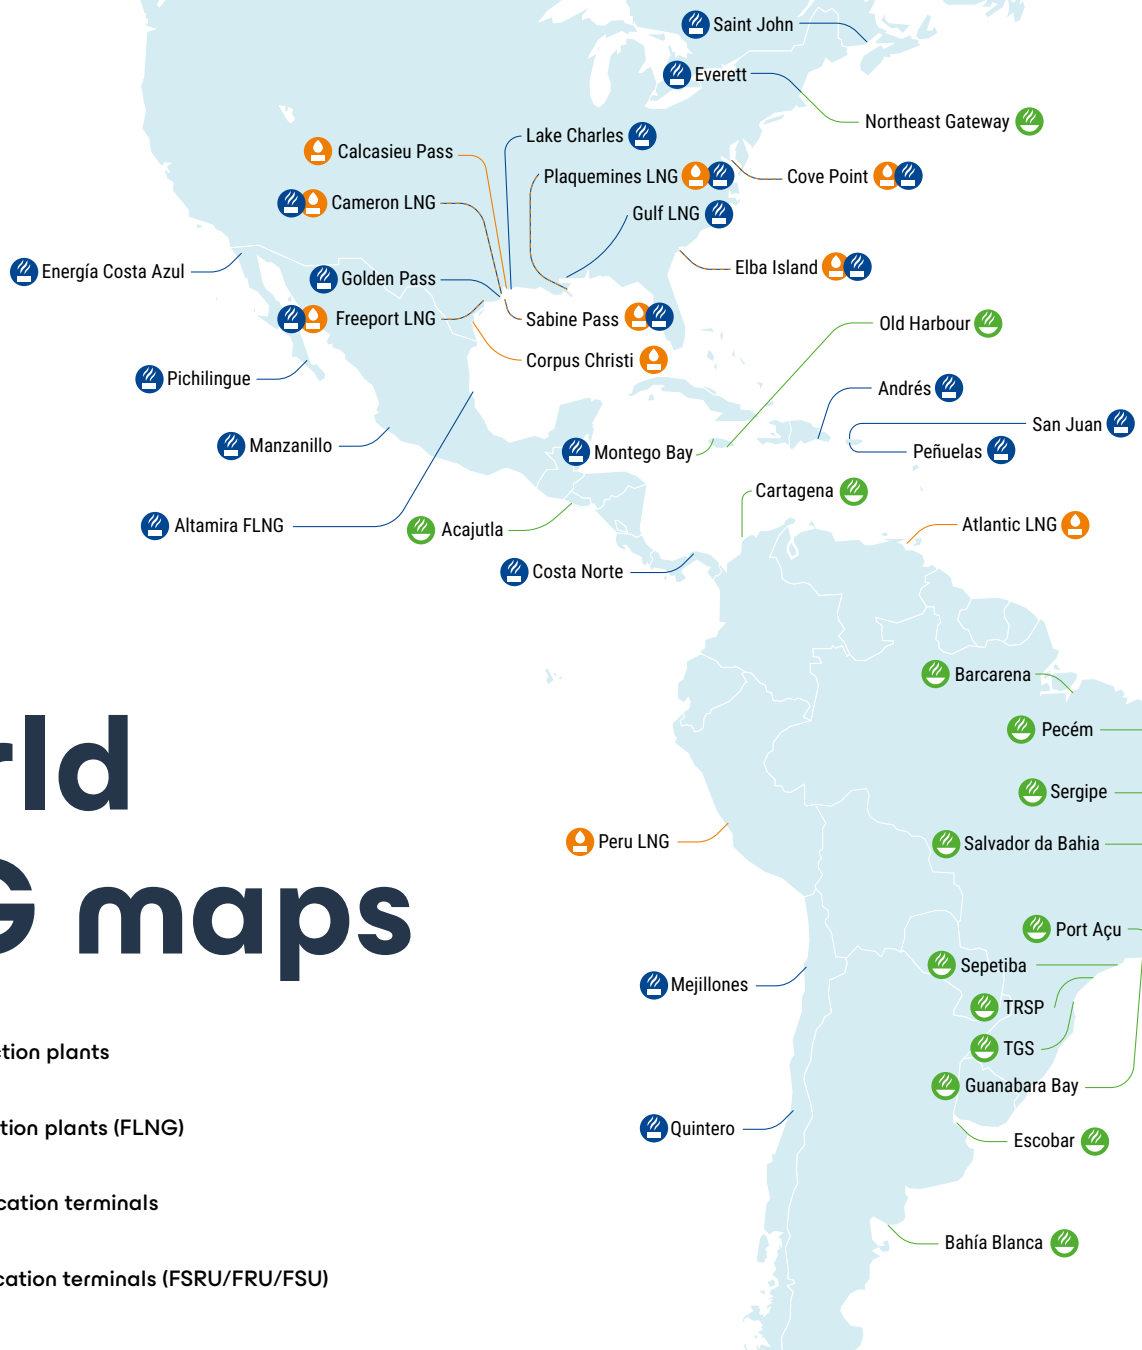 Saint John
Everett
Northeast Gateway
Lake Charles
Calcasieu Pass
Plaquemines LNG
Cove Point
Cameron LNG
Gulf LNG
Energía Costa Azul
Golden Pass
Elba Island
Freeport LNG
Sabine Pass
Old Harbour
Corpus Christi
Pichilingue
Andrés
San Juan
Manzanillo
Montego Bay
Peñuelas
Cartagena
Altamira FLNG
Acajutla
Atlantic LNG
Costa Norte
Barcarena
Pecém
rld
Sergipe
Peru LNG
Salvador da Bahia
G maps
Port Açu
Sepetiba
Mejillones
TRSP
ction plants
TGS
Guanabara Bay
tion plants (FLNG)
Quintero
Escobar
cation terminals
Bahía Blanca
cation terminals (FSRU/FRU/FSU)